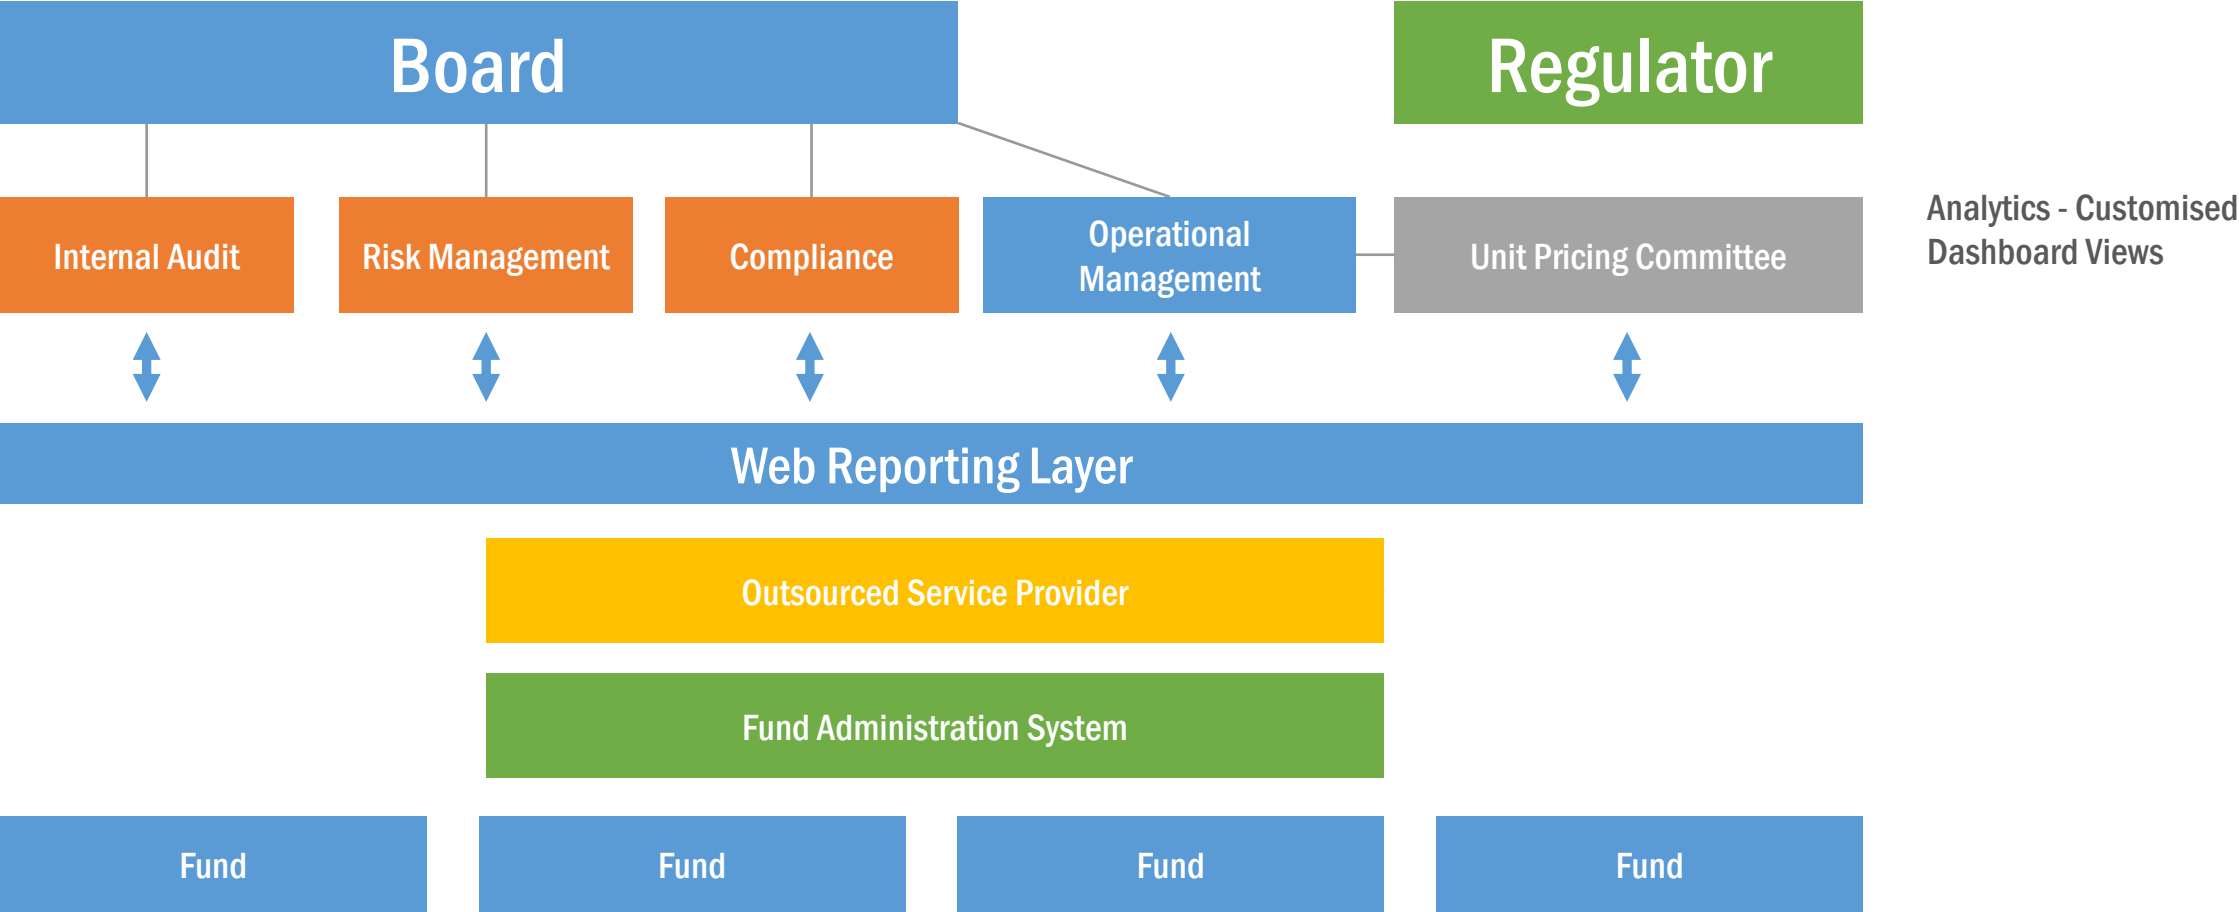 Board
Regulator
Internal Audit
Risk Management
Compliance
Operational
Management
Unit Pricing Committee
Analytics - Customised
Dashboard Views
Web Reporting Layer
Outsourced Service Provider
Fund Administration System
Fund
Fund
Fund
Fund